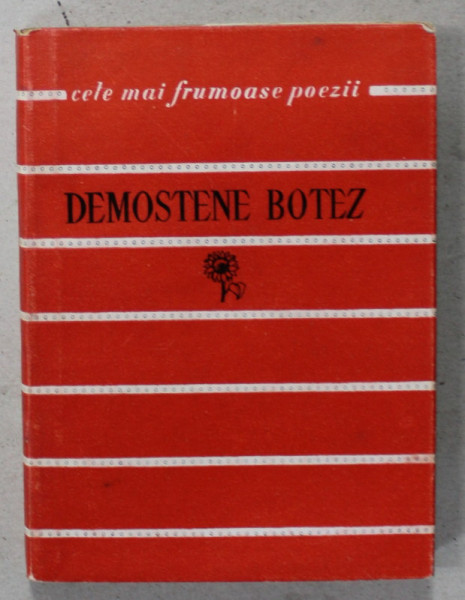 cele mai frumoase poezii
DEMOSTENE BOTEZ